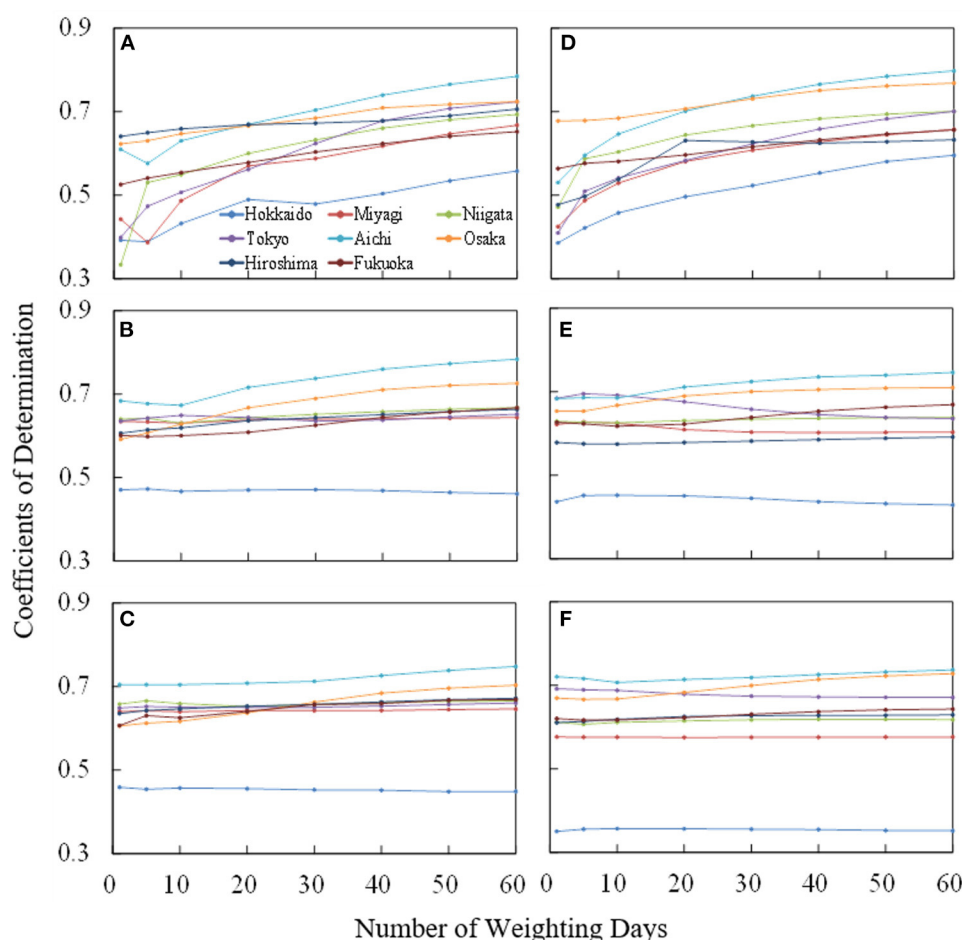 A
D
0.9
0.7
0.5
0.3
Hokkaido Miyagi Niigata
Tokyo Aichi Osaka
Hiroshima Fukuoka
B
E
0.9
0.7
0.5
0.3
C
F
0.9
0.7
0.5
0.3
0 10 20 30 40 50 60
0 10 20 30 40 50 60
Coefficients of Determination
Number of Weighting Days